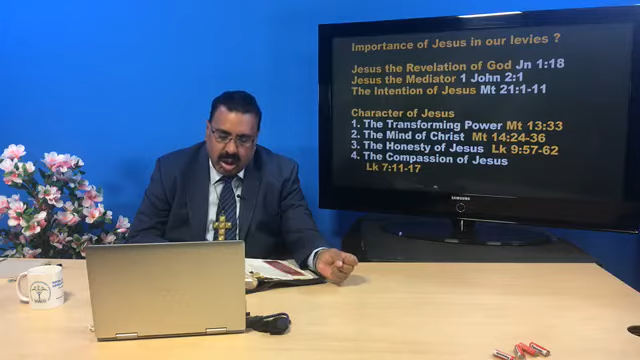 Importance of Jesus in our levies ?
Jesus the Revelation of God Jn 1:18
Jesus the Mediator 1 John 2:1
The Intention of Jesus Mt 21:1-11
Character of Jesus
1. The Transforming Power Mt 13:33
2. The Mind of Christ Mt 14:24-36
3. The Honesty of Jesus Lk 9:57-62
4. The Compassion of Jesus
Lk 7:11-17
SAMSUNG